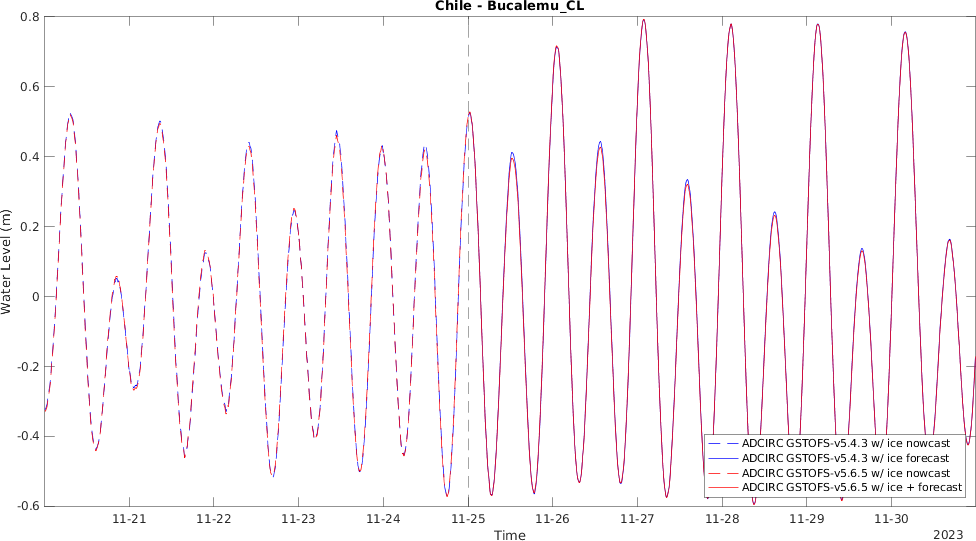 Chile - Bucalemu_CL
0.8
0.6
0.4
0.2
0
-0.2
-0.4
-0.6
Water Level (m)
11-21
11-22
11-23
11-24
11-25
11-26
11-27
11-28
11-29
11-30
Time
2023
ADCIRC GSTOFS-v5.4.3 w/ ice nowcast
ADCIRC GSTOFS-v5.4.3 w/ ice forecast
ADCIRC GSTOFS-v5.6.5 w/ ice nowcast
ADCIRC GSTOFS-v5.6.5 w/ ice + forecast